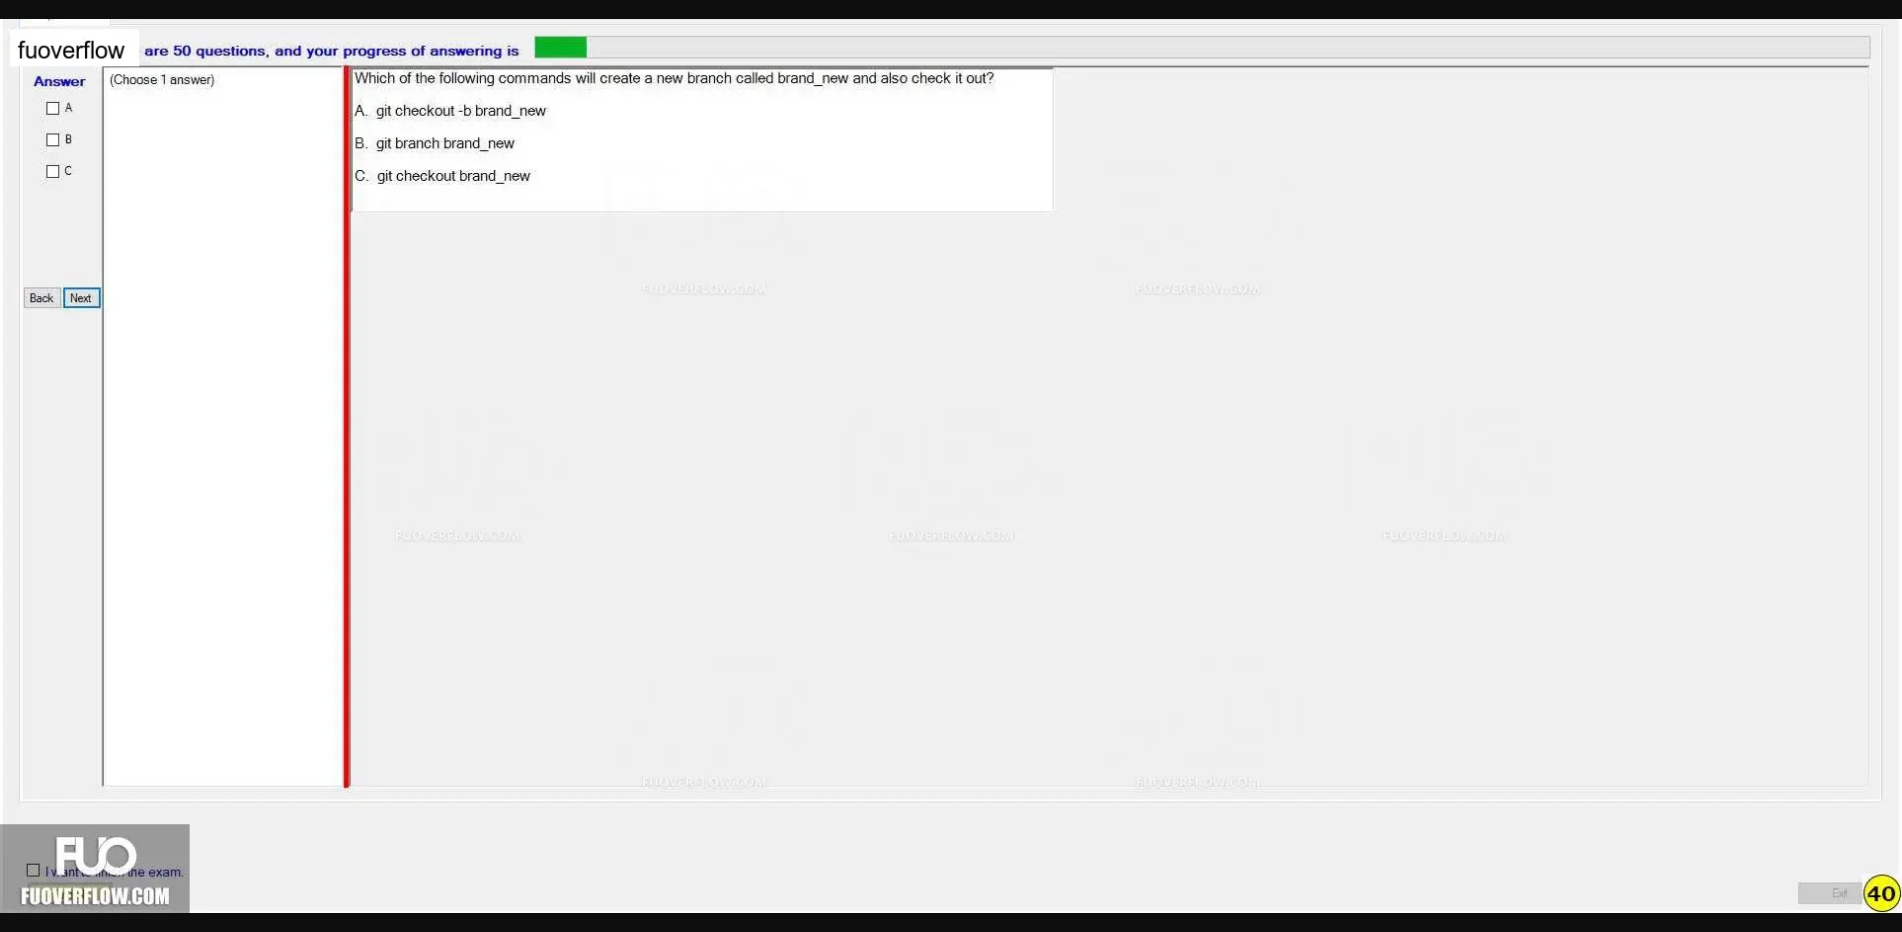 fuoverflow are 50 questions, and your progress of answering is
Answer
(Choose 1 answer)
A
B
C
Back Next
Which of the following commands will create a new branch called brand_new and also check it out?
A. git checkout -b brand_new
B. git branch brand_new
C. git checkout brand_new
FUOVERFLOW.COM FUOVERFLOW.COM
FUOVERFLOW.COM FUOVERFLOW.COM FUOVERFLOW.COM
FUOVERFLOW.COM FUOVERFLOW.COM
FUO
I want to finish the exam.
FUOVERFLOW.COM
Exit 40